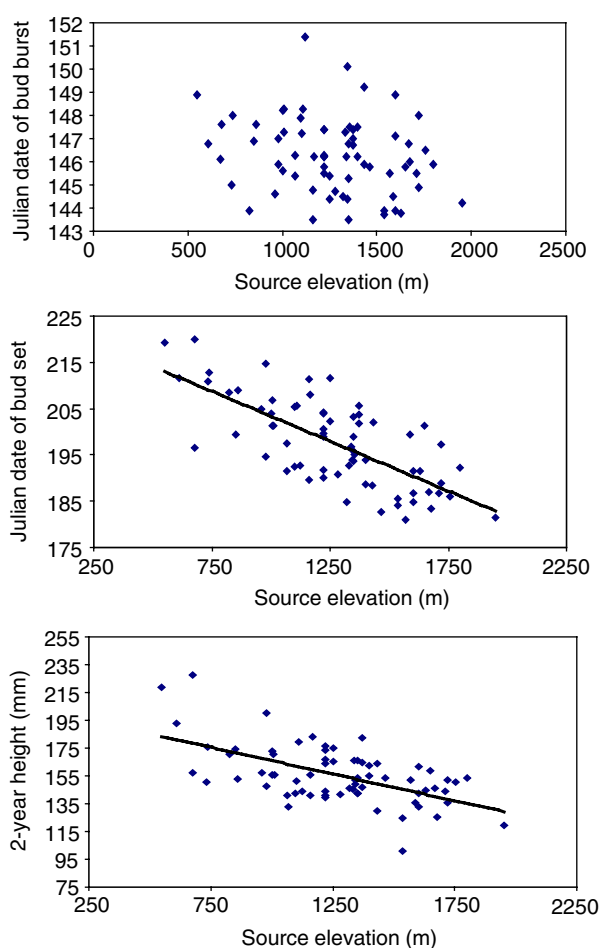 152
151
150
149
148
147
146
145
144
143
Julian date of bud burst
0 500 1000 1500 2000 2500
Source elevation (m)
225
215
205
195
185
175
Julian date of bud set
250 750 1250 1750 2250
Source elevation (m)
255
235
215
195
175
155
135
115
95
75
2-year height (mm)
250 750 1250 1750 2250
Source elevation (m)